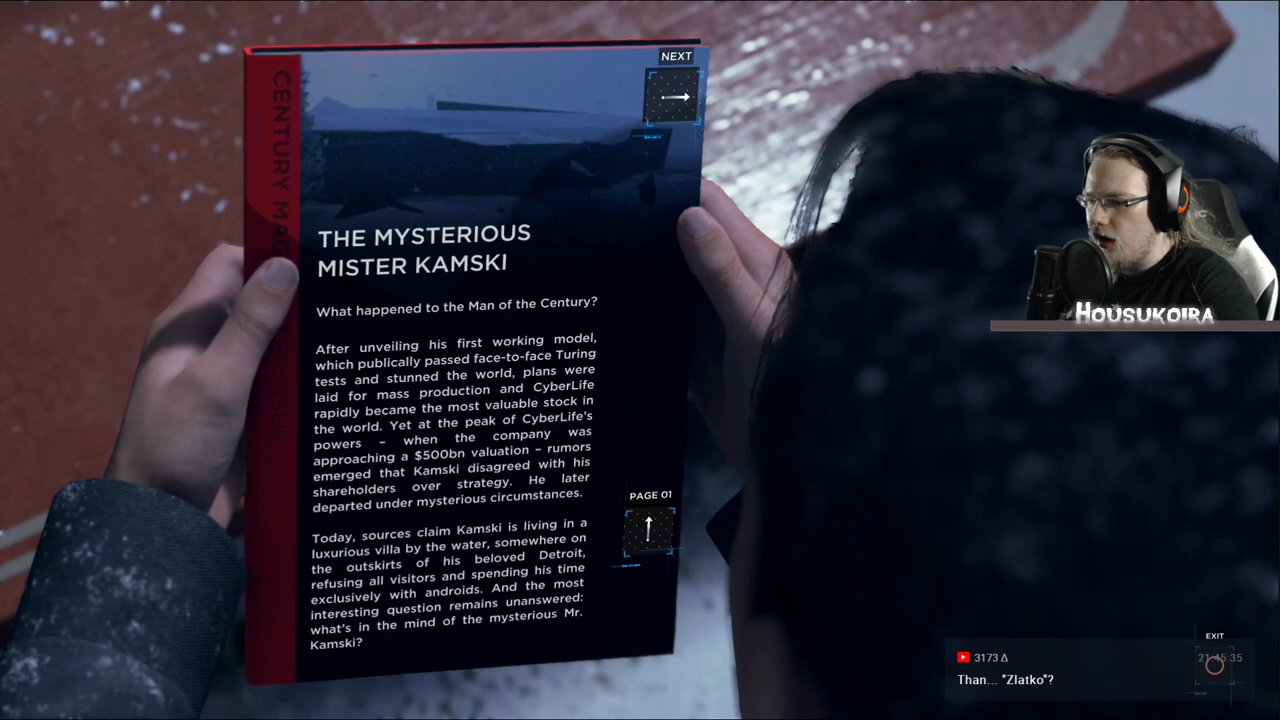 NEXT
CENTURY MAG
THE MYSTERIOUS
MISTER KAMSKI
What happened to the Man of the Century?
After unveiling his first working model,
which publically passed face-to-face Turing
tests and stunned the world, plans were
laid for mass production and CyberLife
rapidly became the most valuable stock in
the world. Yet at the peak of CyberLife's
powers – when the company was
approaching a $500bn valuation – rumors
emerged that Kamski disagreed with his
shareholders over strategy. He later
departed under mysterious circumstances.
Today, sources claim Kamski is living in a
luxurious villa by the water, somewhere on
the outskirts of his beloved Detroit,
refusing all visitors and spending his time
exclusively with androids. And the most
interesting question remains unanswered:
what's in the mind of the mysterious Mr.
Kamski?
PAGE 01
HOUSUKOIRA
EXIT
3173 Δ
21:45:35
Than... "Zlatko"?